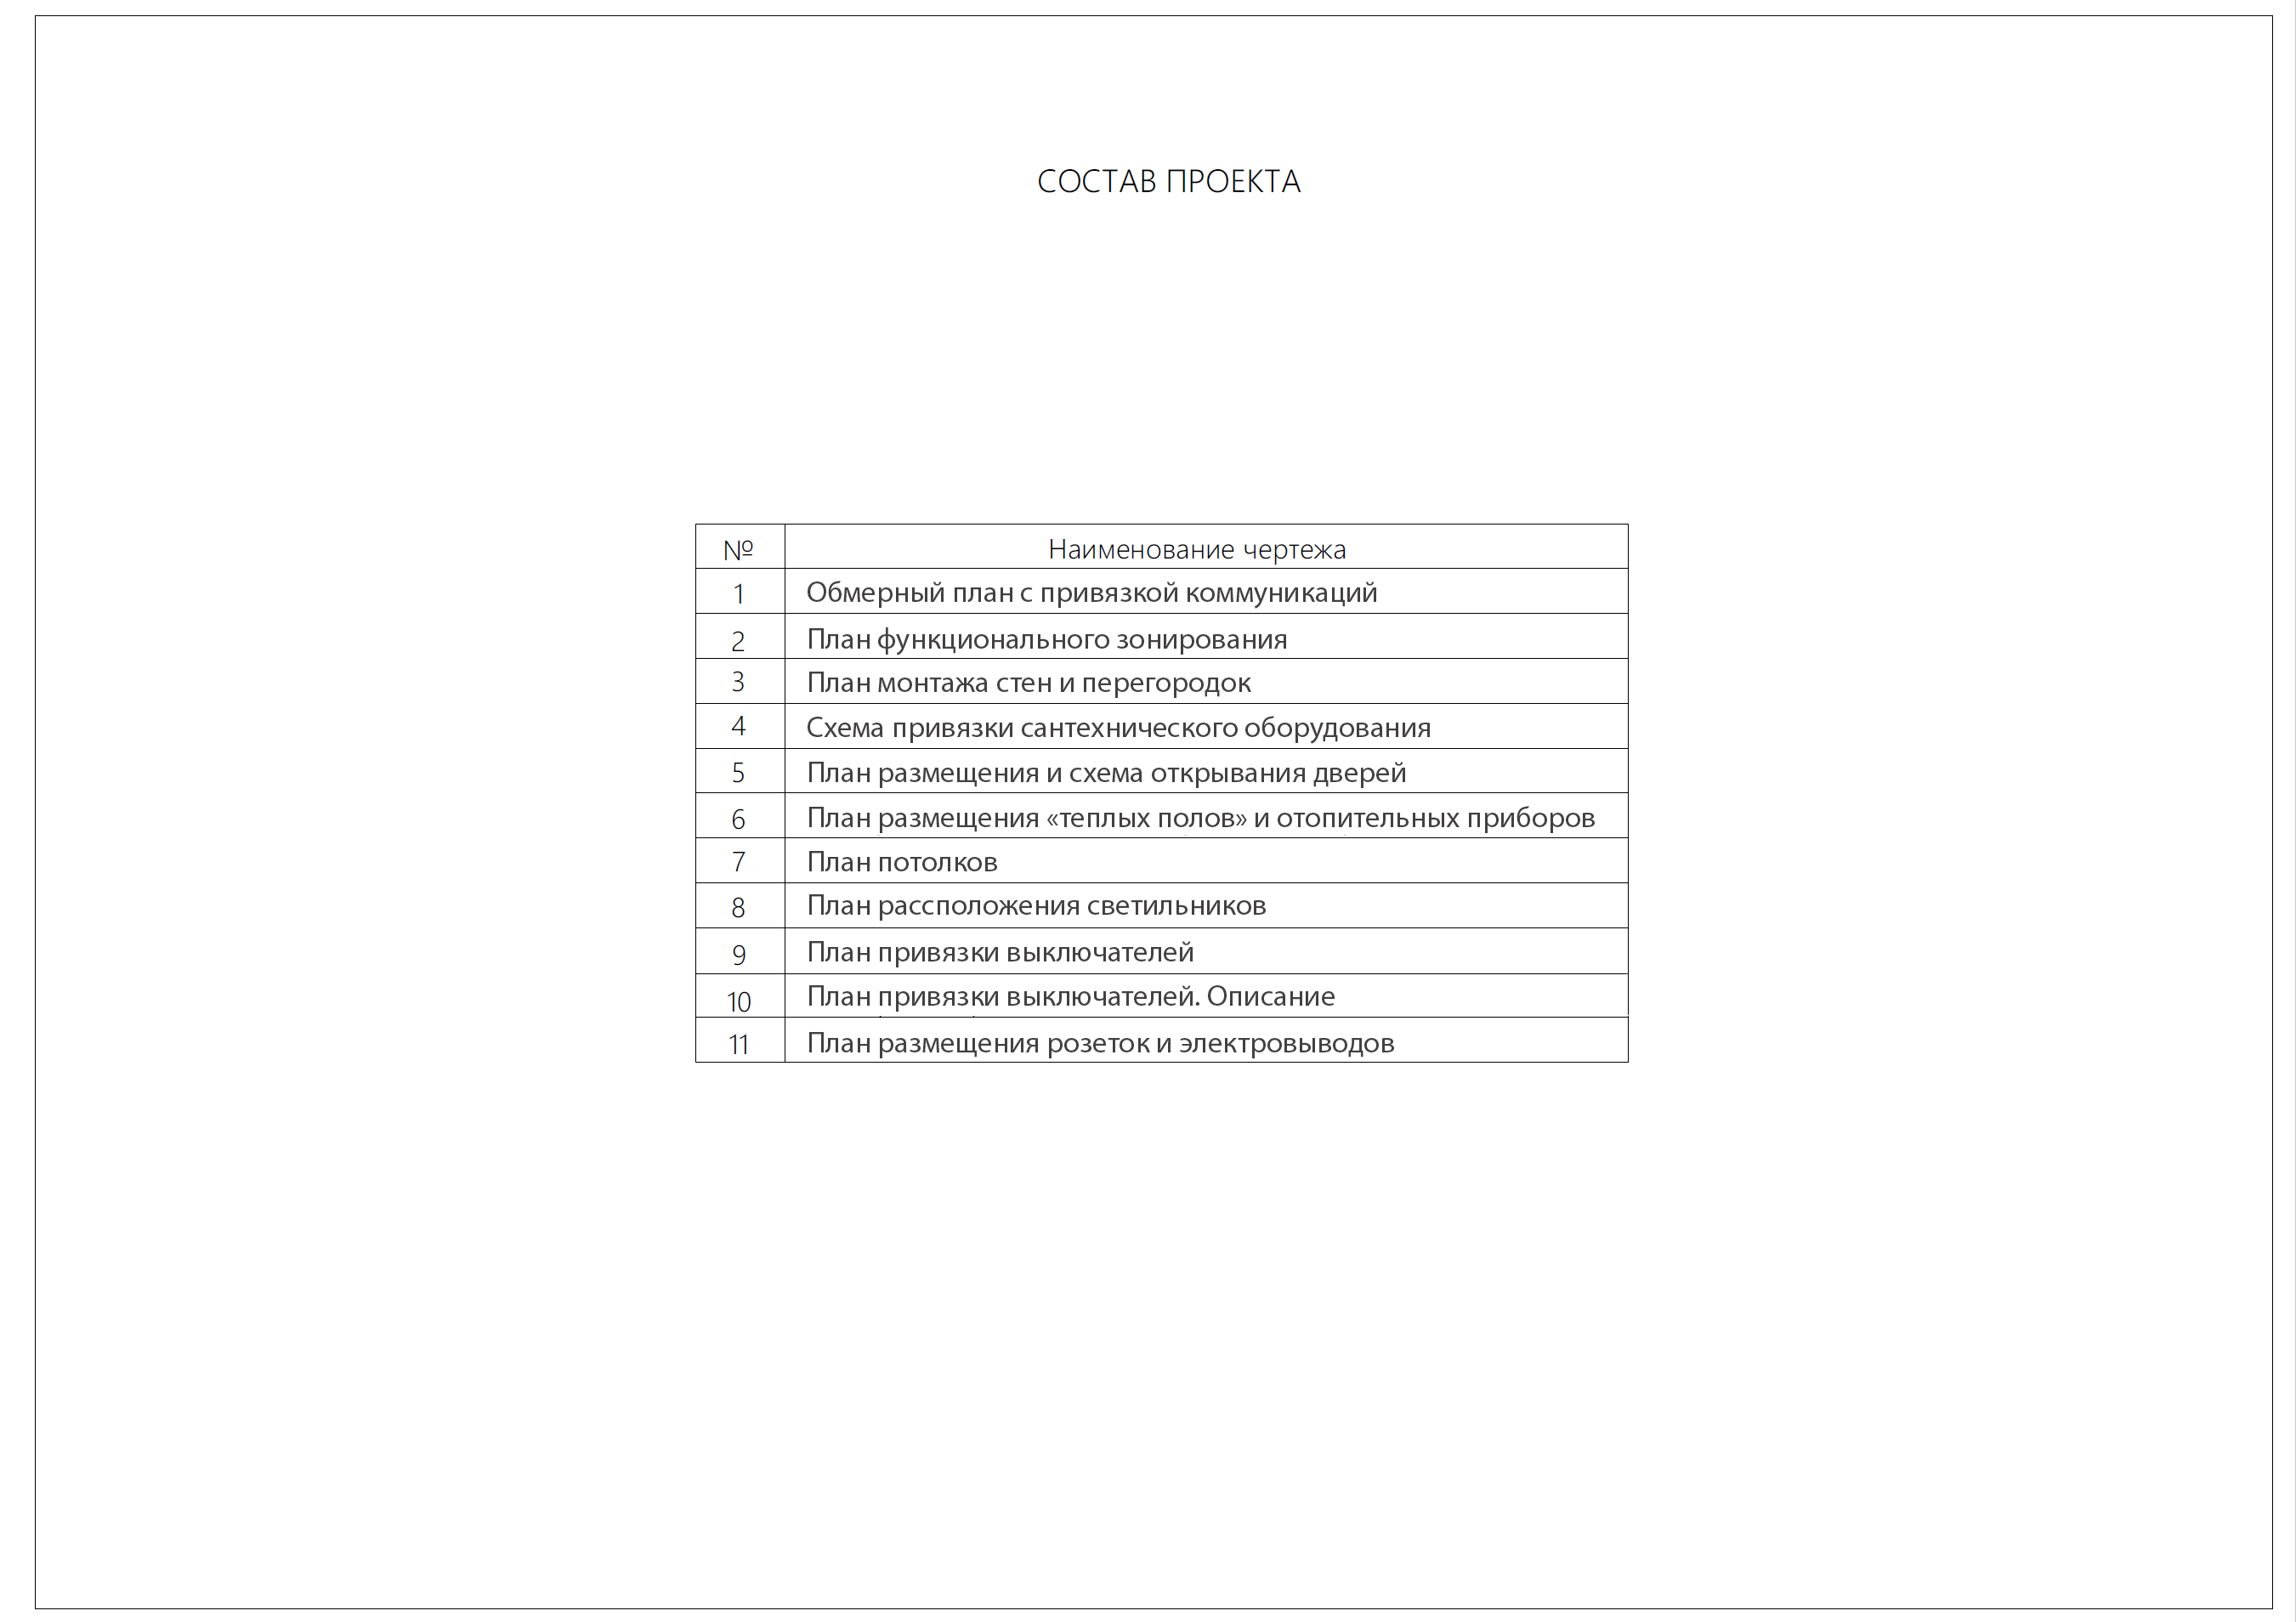 СОСТАВ ПРОЕКТА
№ Наименование чертежа
1 Обмерный план с привязкой коммуникаций
2 План функционального зонирования
3 План монтажа стен и перегородок
4 Схема привязки сантехнического оборудования
5 План размещения и схема открывания дверей
6 План размещения «теплых полов» и отопительных приборов
7 План потолков
8 План рассположения светильников
9 План привязки выключателей
10 План привязки выключателей. Описание
11 План размещения розеток и электровыводов